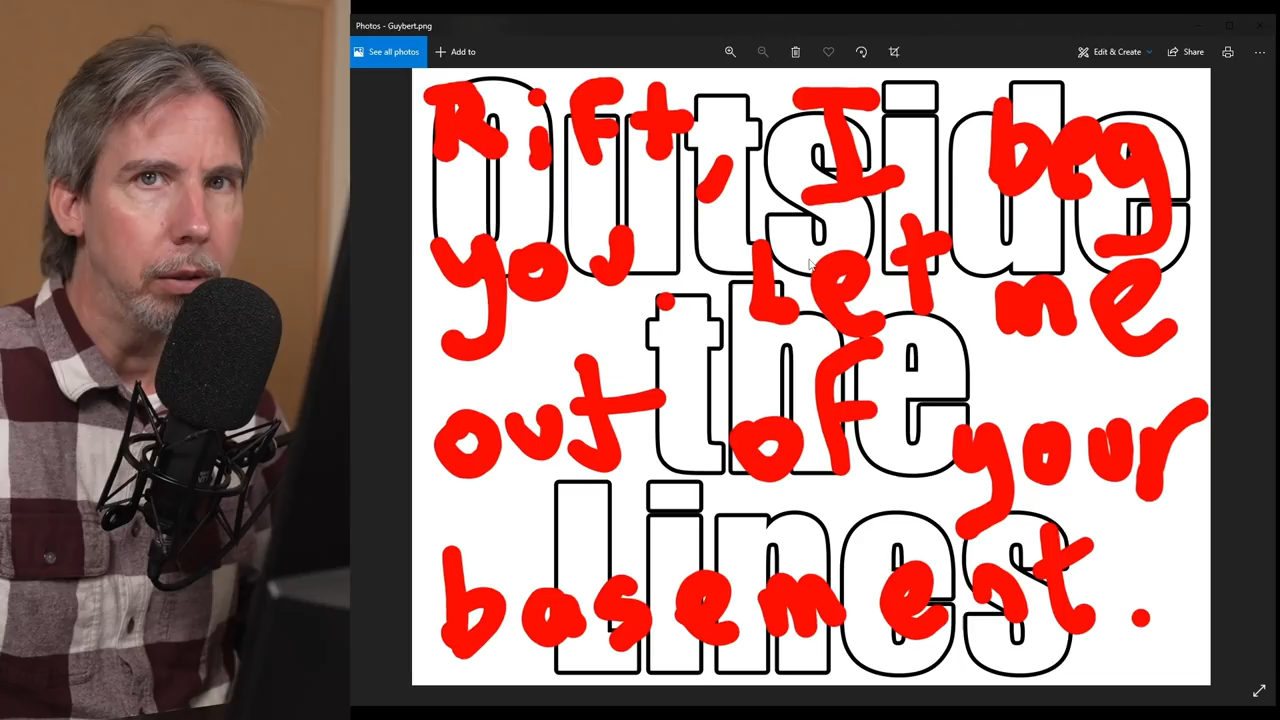 Photos - Guybert.png
See all photos
Add to
Edit & Create
Share
Outside
the
Lines
Rift, I beg
you. Let me
out of your
basement.